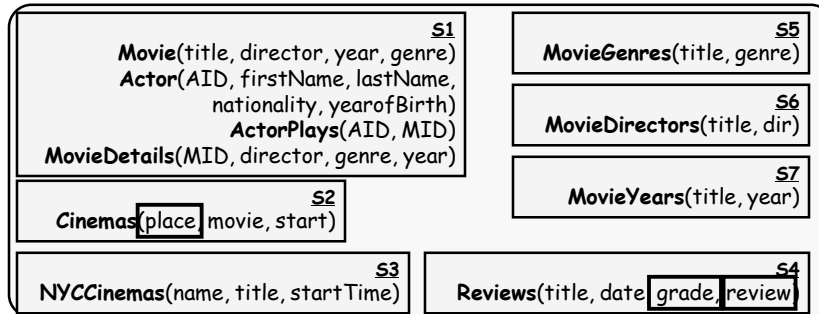 S1
Movie(title, director, year, genre)
Actor(AID, firstName, lastName,
nationality, yearofBirth)
ActorPlays(AID, MID)
MovieDetails(MID, director, genre, year)
S2
Cinemas(place, movie, start)
S3
NYCCinemas(name, title, startTime)
S5
MovieGenres(title, genre)
S6
MovieDirectors(title, dir)
S7
MovieYears(title, year)
S4
Reviews(title, date grade, review)